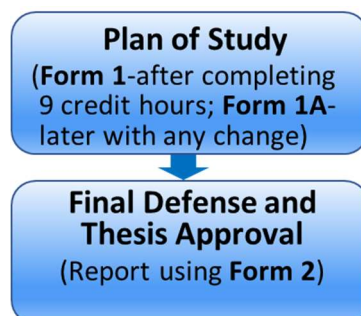 Plan of Study
(Form 1-after completing
9 credit hours; Form 1A-
later with any change)
Final Defense and
Thesis Approval
(Report using Form 2)